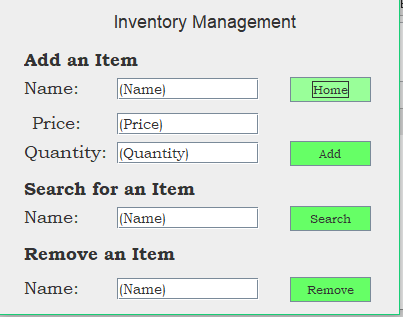 Inventory Management
Add an Item
Name: (Name) Home
Price: (Price)
Quantity: (Quantity) Add
Search for an Item
Name: (Name) Search
Remove an Item
Name: (Name) Remove